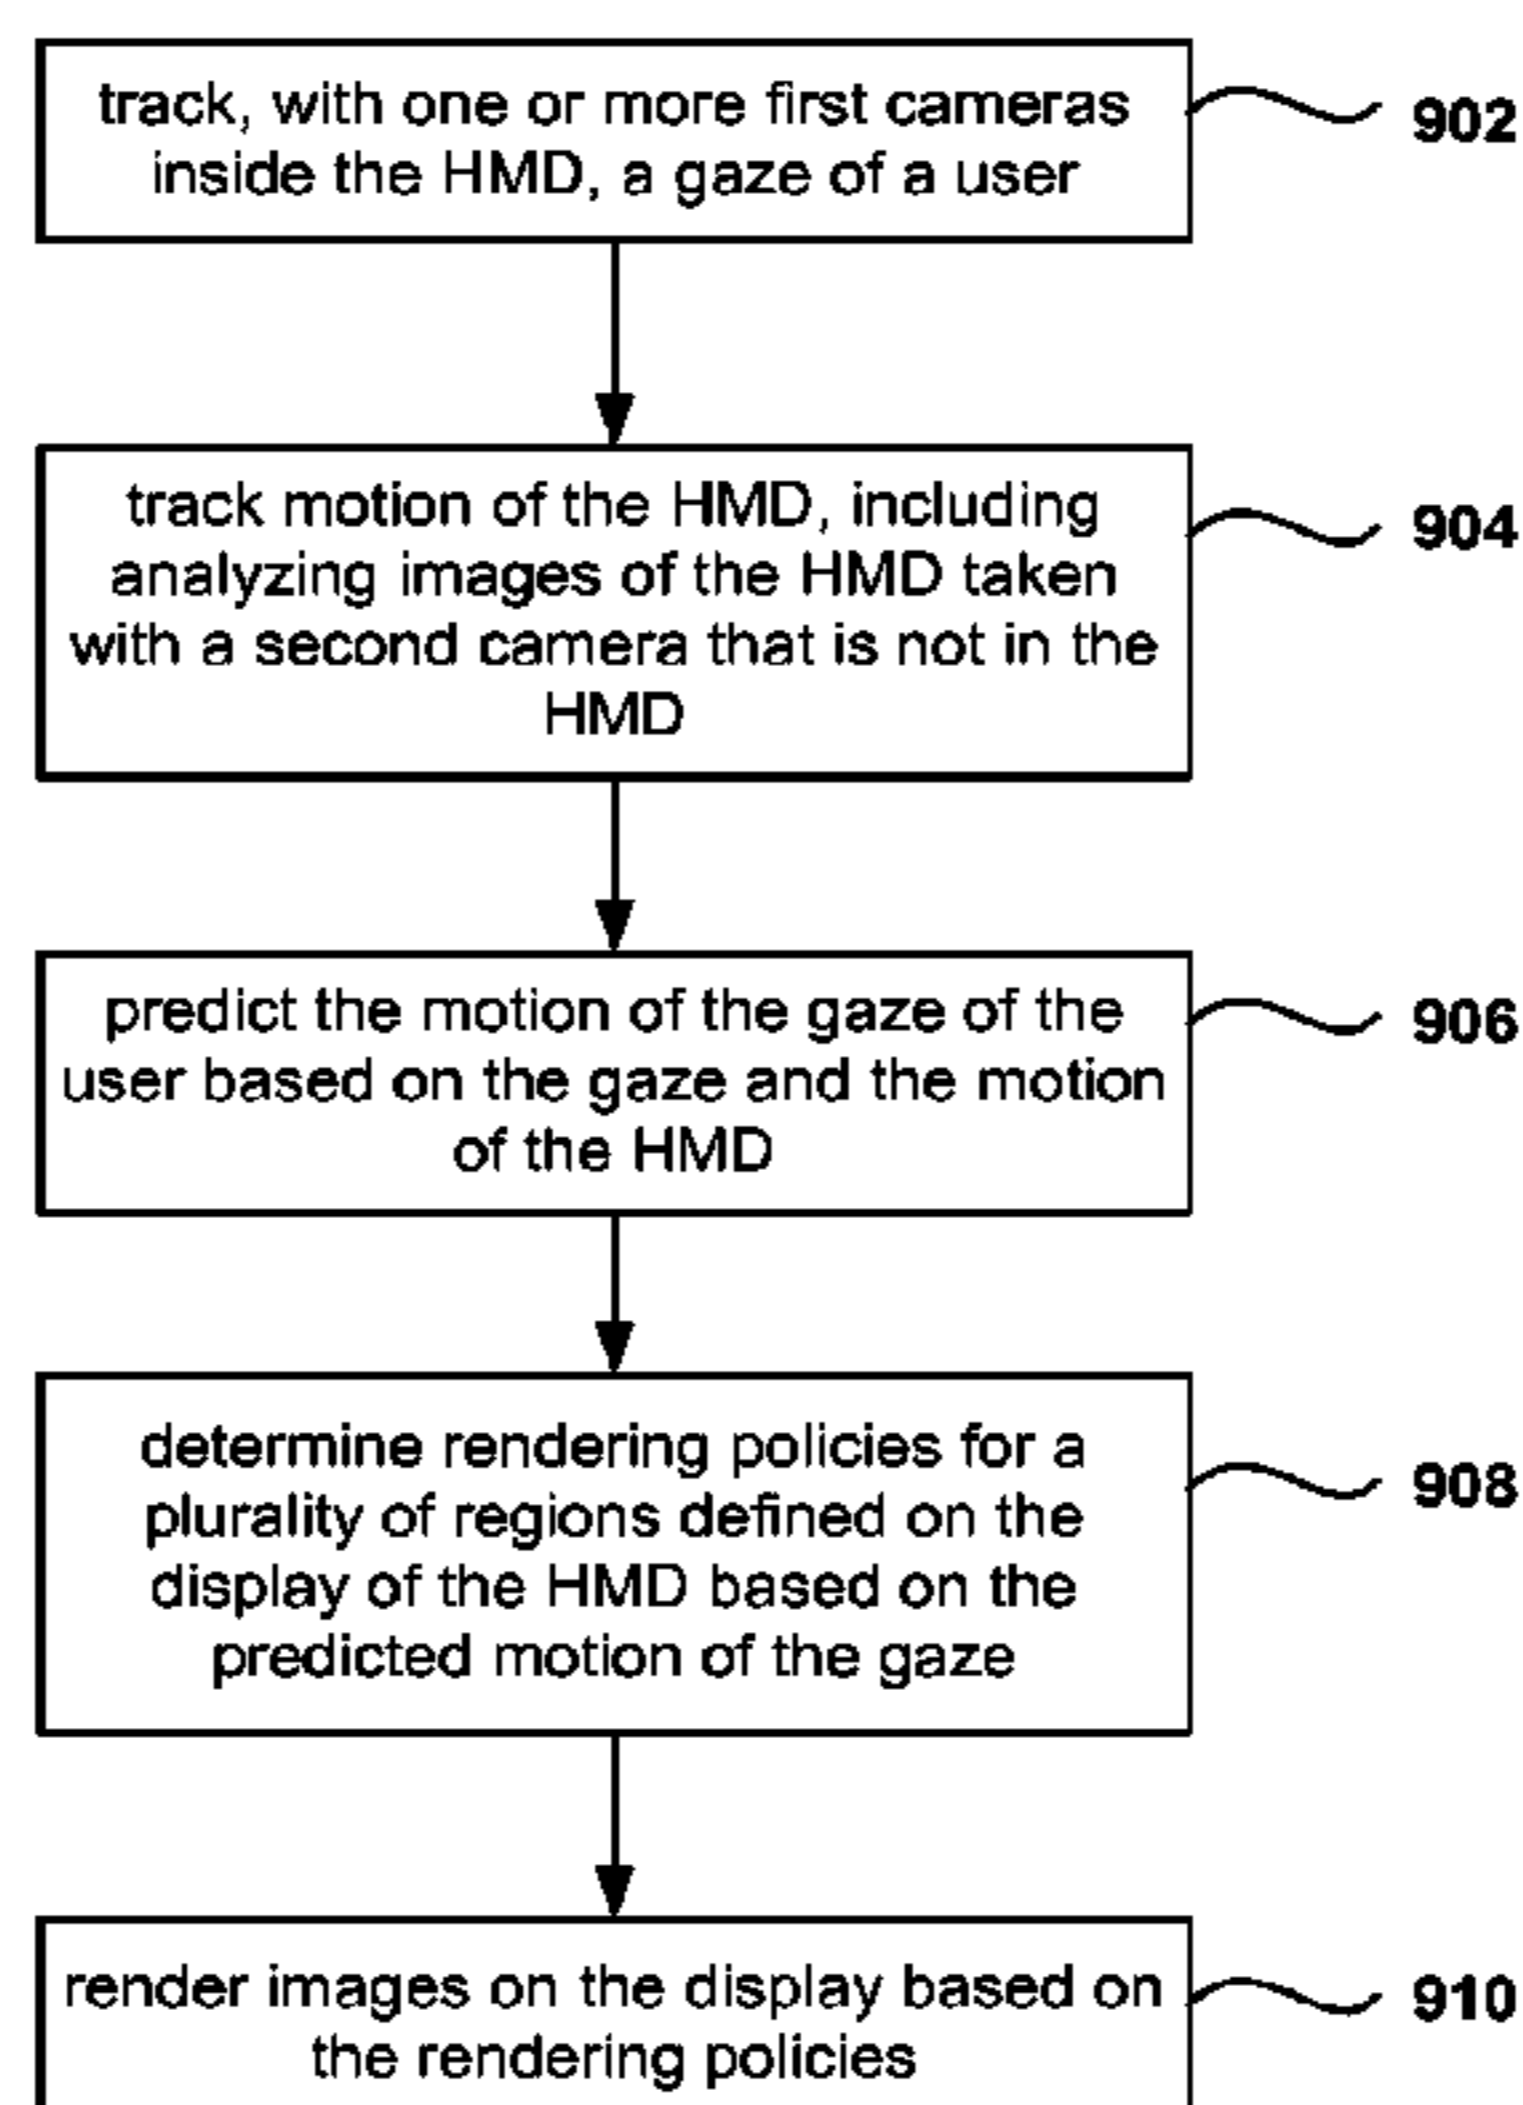 track, with one or more first cameras
inside the HMD, a gaze of a user
902
track motion of the HMD, including
analyzing images of the HMD taken
with a second camera that is not in the
HMD
904
predict the motion of the gaze of the
user based on the gaze and the motion
of the HMD
906
determine rendering policies for a
plurality of regions defined on the
display of the HMD based on the
predicted motion of the gaze
908
render images on the display based on
the rendering policies
910